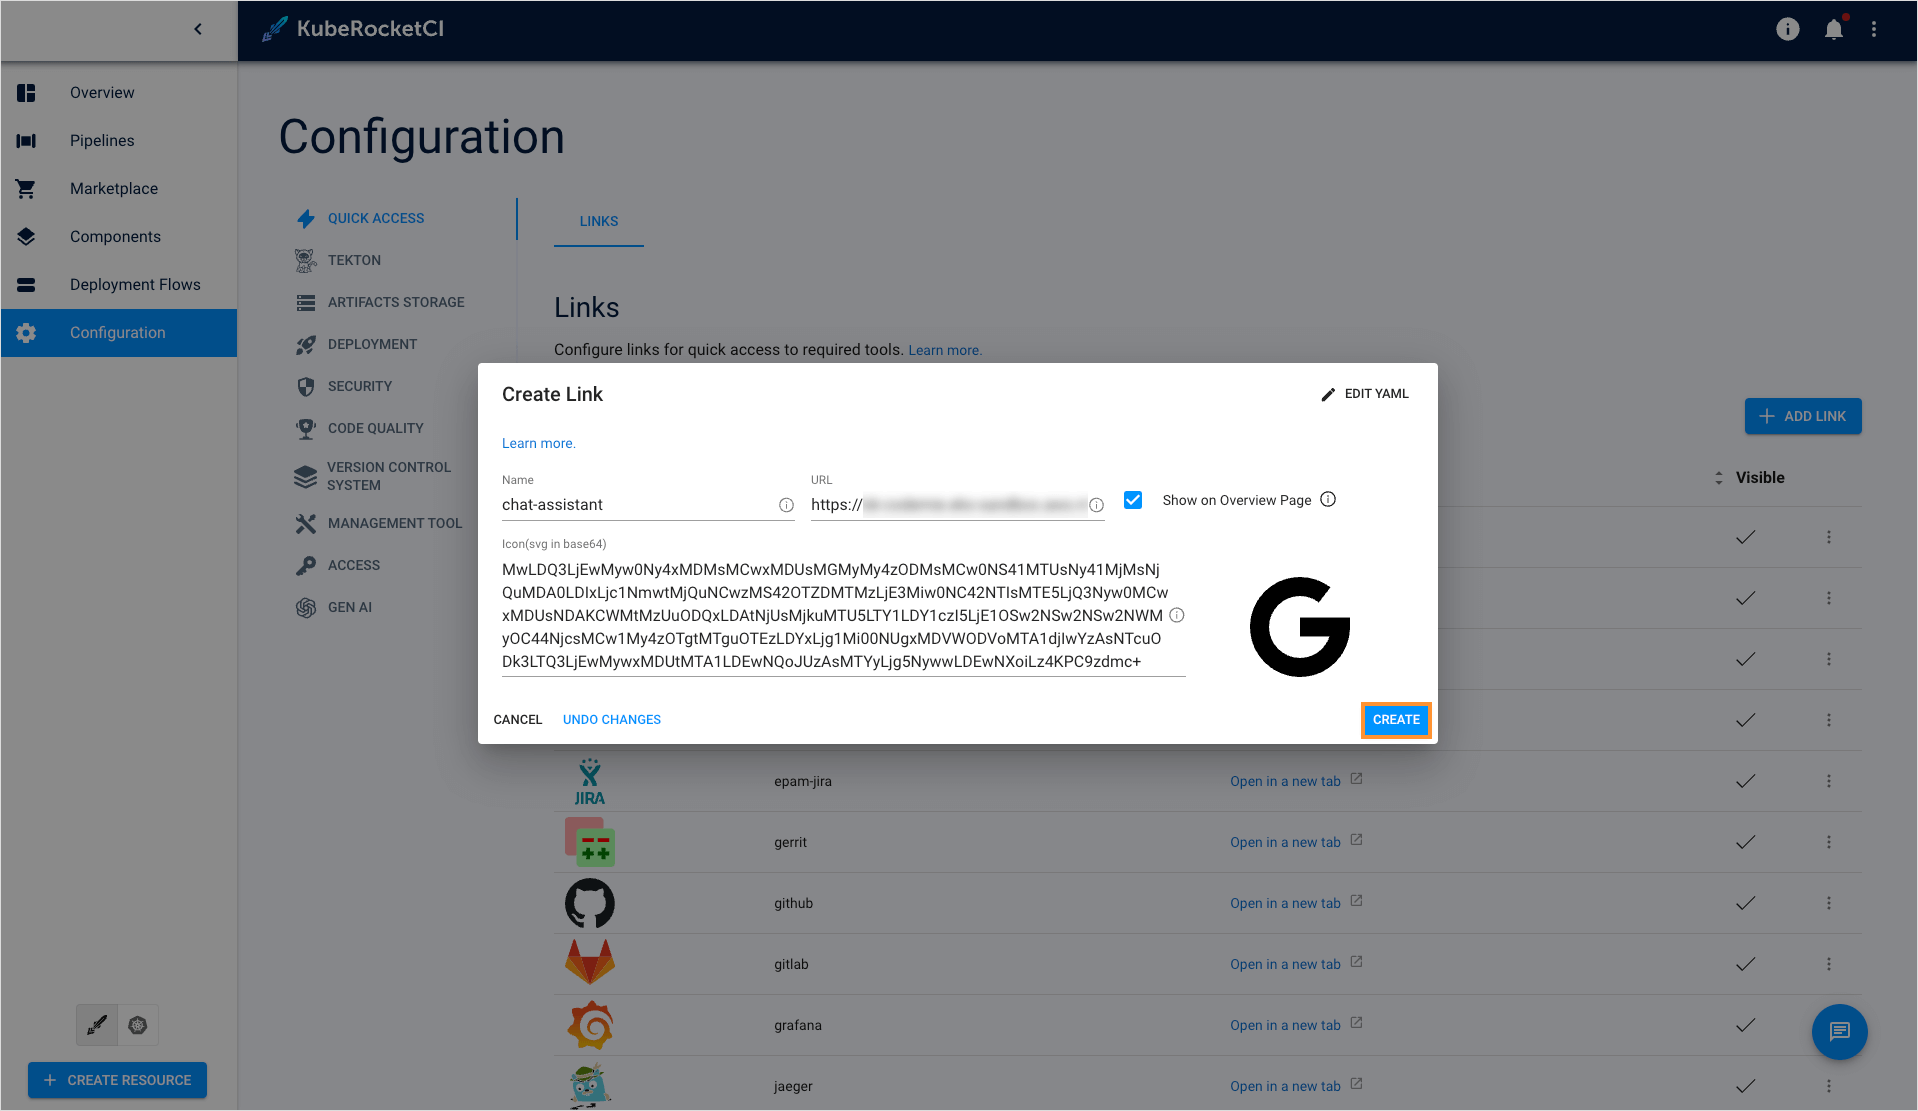 KubeRocketCI
Overview
Pipelines
Marketplace
Components
Deployment Flows
Configuration
CREATE RESOURCE
Configuration
QUICK ACCESS
TEKTON
ARTIFACTS STORAGE
DEPLOYMENT
SECURITY
CODE QUALITY
VERSION CONTROL
SYSTEM
MANAGEMENT TOOL
ACCESS
GEN AI
LINKS
Links
Configure links for quick access to required tools. Learn more.
ADD LINK
Visible
Create Link
EDIT YAML
Learn more.
Name
chat-assistant
URL
https://
Show on Overview Page
Icon(svg in base64)
MwLDQ3LjEwMyw0Ny4xMDMsMCwxMDUsMGMyMy4zODMsMCw0NS41MTUsNy41MjMsNj
QuMDA0LDIxLjc1NmwtMjQuNCwzMS42OTZDMTMzLjE3Miw0NC42NTIsMTE5LjQ3Nyw0MCw
xMDUsNDAKCWMtMzUuODQxLDAtNjUsMjkuMTU5LTY1LDY1czI5LjE1OSw2NSw2NSw2NWM
yOC44NjcsMCw1My4zOTgtMTguOTEzLDYxLjg1Mi00NUgxMDVWODVoMTA1djIwYzAsNTcuO
Dk3LTQ3LjEwMywxMDUtMTA1LDEwNQoJUzAsMTYyLjg5NywwLDEwNXoiLz4KPC9zdmc+
CANCEL
UNDO CHANGES
CREATE
JIRA
epam-jira
Open in a new tab
gerrit
Open in a new tab
github
Open in a new tab
gitlab
Open in a new tab
grafana
Open in a new tab
jaeger
Open in a new tab